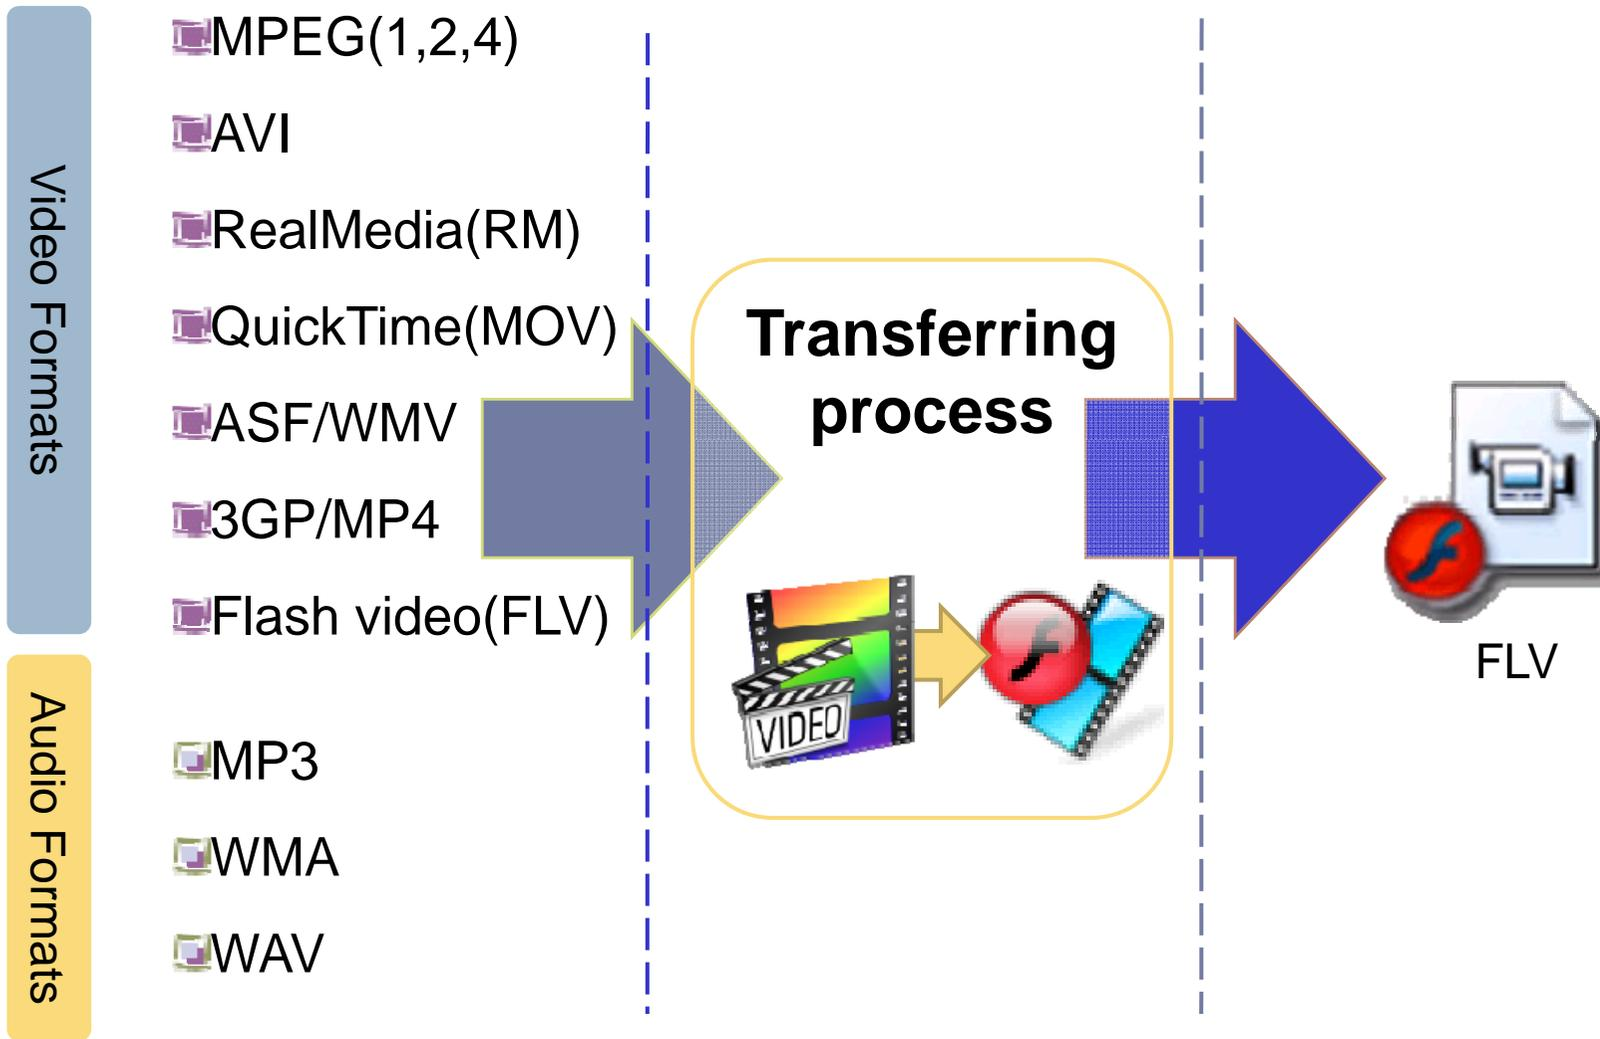 Video Formats
MPEG(1,2,4)
AVI
RealMedia(RM)
QuickTime(MOV)
ASF/WMV
3GP/MP4
Flash video(FLV)
Audio Formats
MP3
WMA
WAV
Transferring
process
VIDEO
FLV